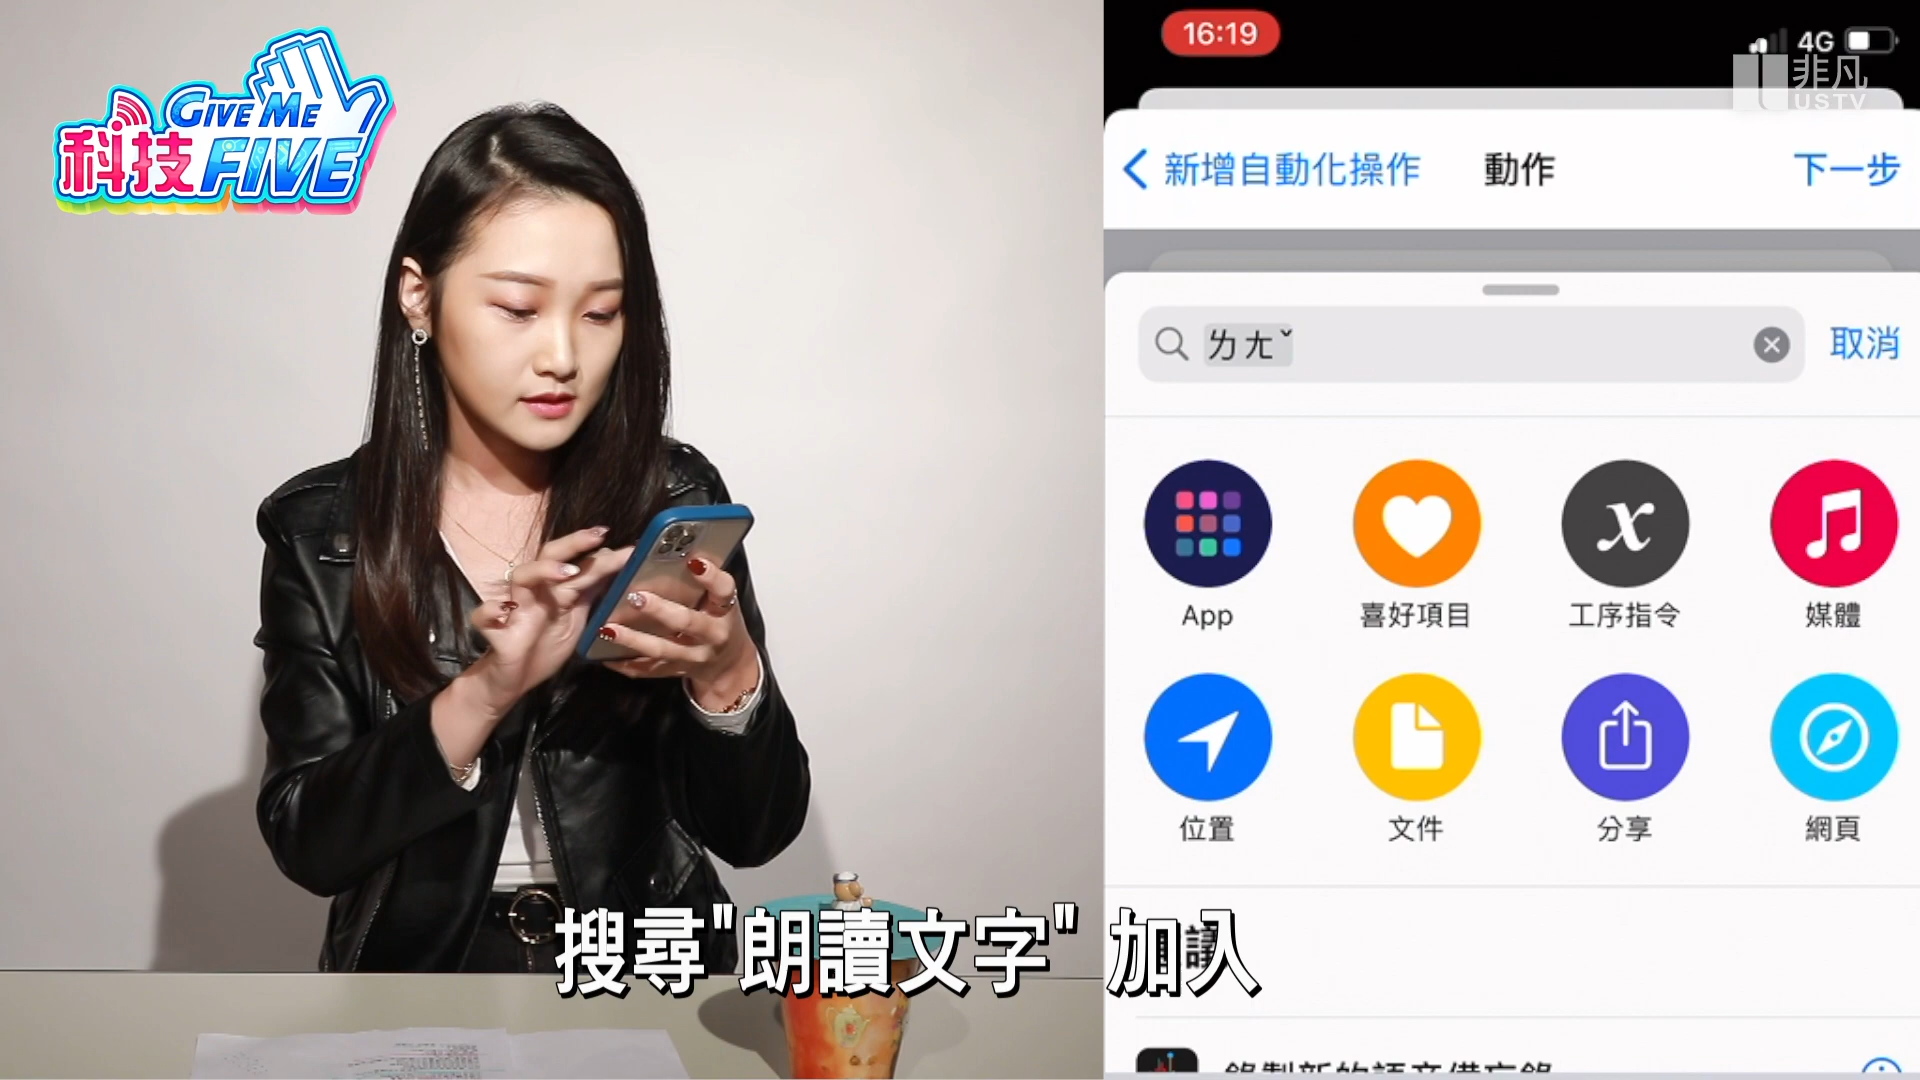 GIVE ME
科技FIVE
16:19
4G
非凡
USTV
新增自動化操作
動作
下一步
ㄌㄤˇ
取消
App
喜好項目
工序指令
媒體
位置
文件
分享
網頁
搜尋"朗讀文字" 加入